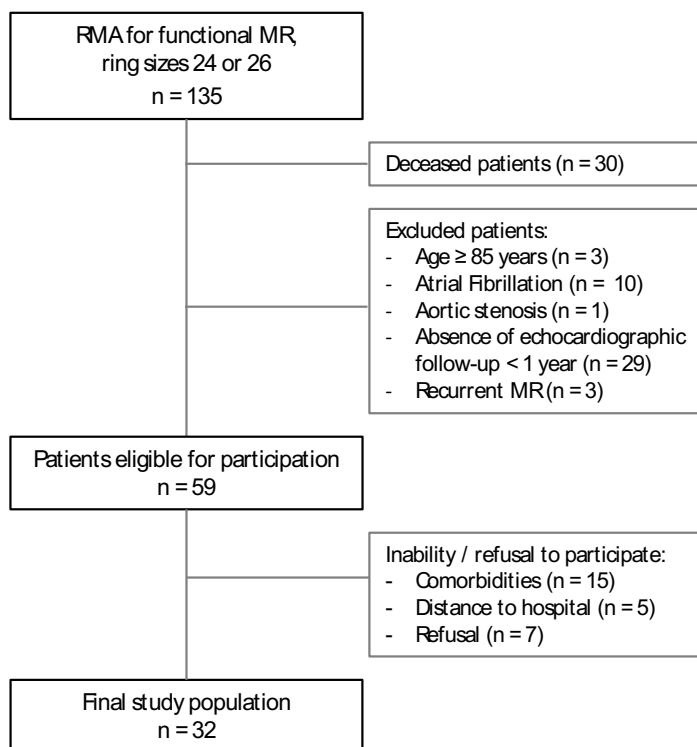 RMA for functional MR,
ring sizes 24 or 26
n = 135
Deceased patients (n = 30)
Excluded patients:
- Age ≥ 85 years (n = 3)
- Atrial Fibrillation (n = 10)
- Aortic stenosis (n = 1)
- Absence of echocardiographic
follow-up < 1 year (n = 29)
- Recurrent MR (n = 3)
Patients eligible for participation
n = 59
Inability / refusal to participate:
- Comorbidities (n = 15)
- Distance to hospital (n = 5)
- Refusal (n = 7)
Final study population
n = 32